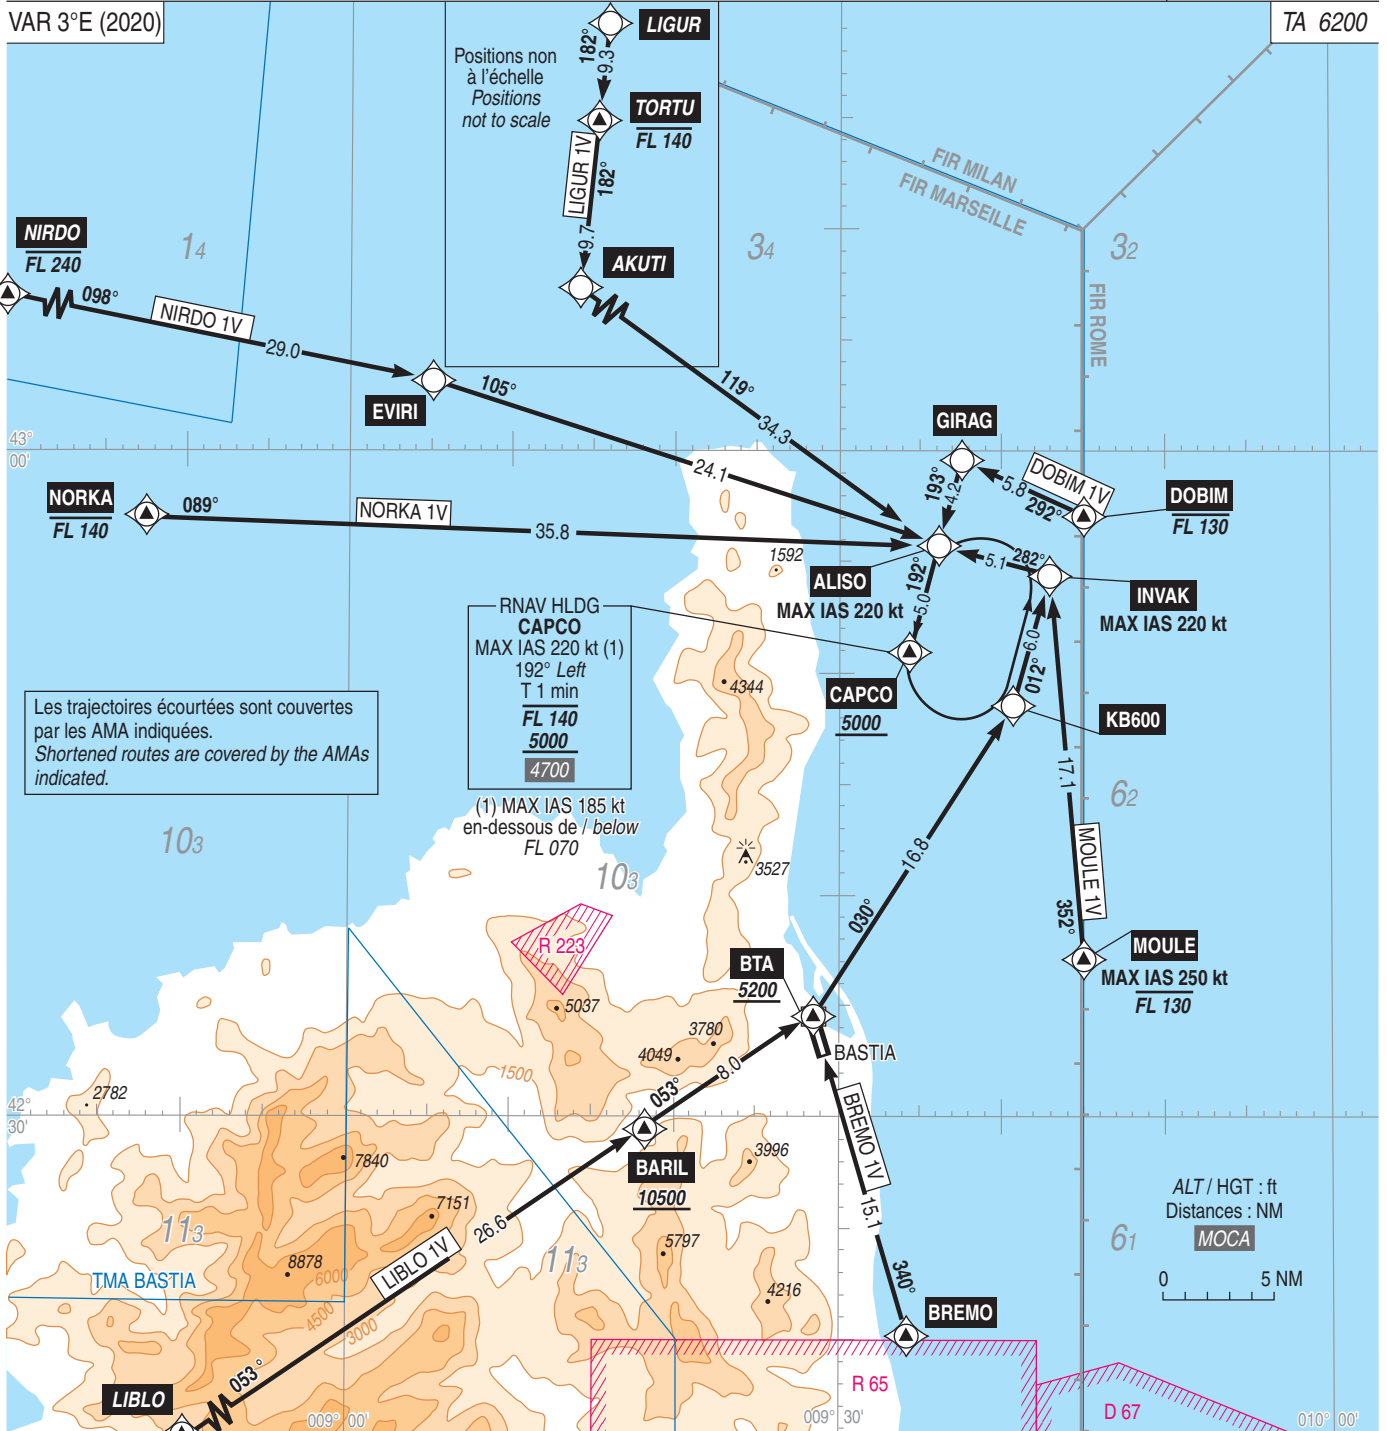 VAR 3°E (2020)
TA 6200
LIGUR
182°
9.3
Positions non
à l'échelle
Positions
not to scale
TORTU
FL 140
LIGUR 1V
182°
9.7
AKUTI
FIR MILAN
FIR MARSEILLE
FIR ROME
NIRDO
FL 240
14
34
32
098°
NIRDO 1V
29.0
EVIRI
105°
24.1
119°
34.3
43°
00'
GIRAG
193°
4.2
DOBIM 1V
5.8
292°
DOBIM
FL 130
NORKA
FL 140
089°
NORKA 1V
35.8
1592
ALISO
MAX IAS 220 kt
282°
5.1
INVAK
MAX IAS 220 kt
192°
5.0
RNAV HLDG
CAPCO
MAX IAS 220 kt (1)
192° Left
T 1 min
FL 140
5000
4700
(1) MAX IAS 185 kt
en-dessous de / below
FL 070
4344
CAPCO
5000
6.0
012°
KB600
Les trajectoires écourtées sont couvertes
par les AMA indiquées.
Shortened routes are covered by the AMAs
indicated.
17.1
62
103
103
3527
16.8
MOULE 1V
030°
352°
R 223
BTA
5200
MOULE
MAX IAS 250 kt
FL 130
5037
3780
4049
BASTIA
8.0
1500
2782
053°
42°
30'
BREMO 1V
7840
BARIL
10500
3996
7151
26.6
15.1
ALT / HGT : ft
Distances : NM
MOCA
113
113
61
5797
8878
LIBLO 1V
TMA BASTIA
6000
4500
3000
4216
340°
0 5 NM
BREMO
053°
LIBLO
R 65
D 67
009° 00'
009° 30'
010° 00'